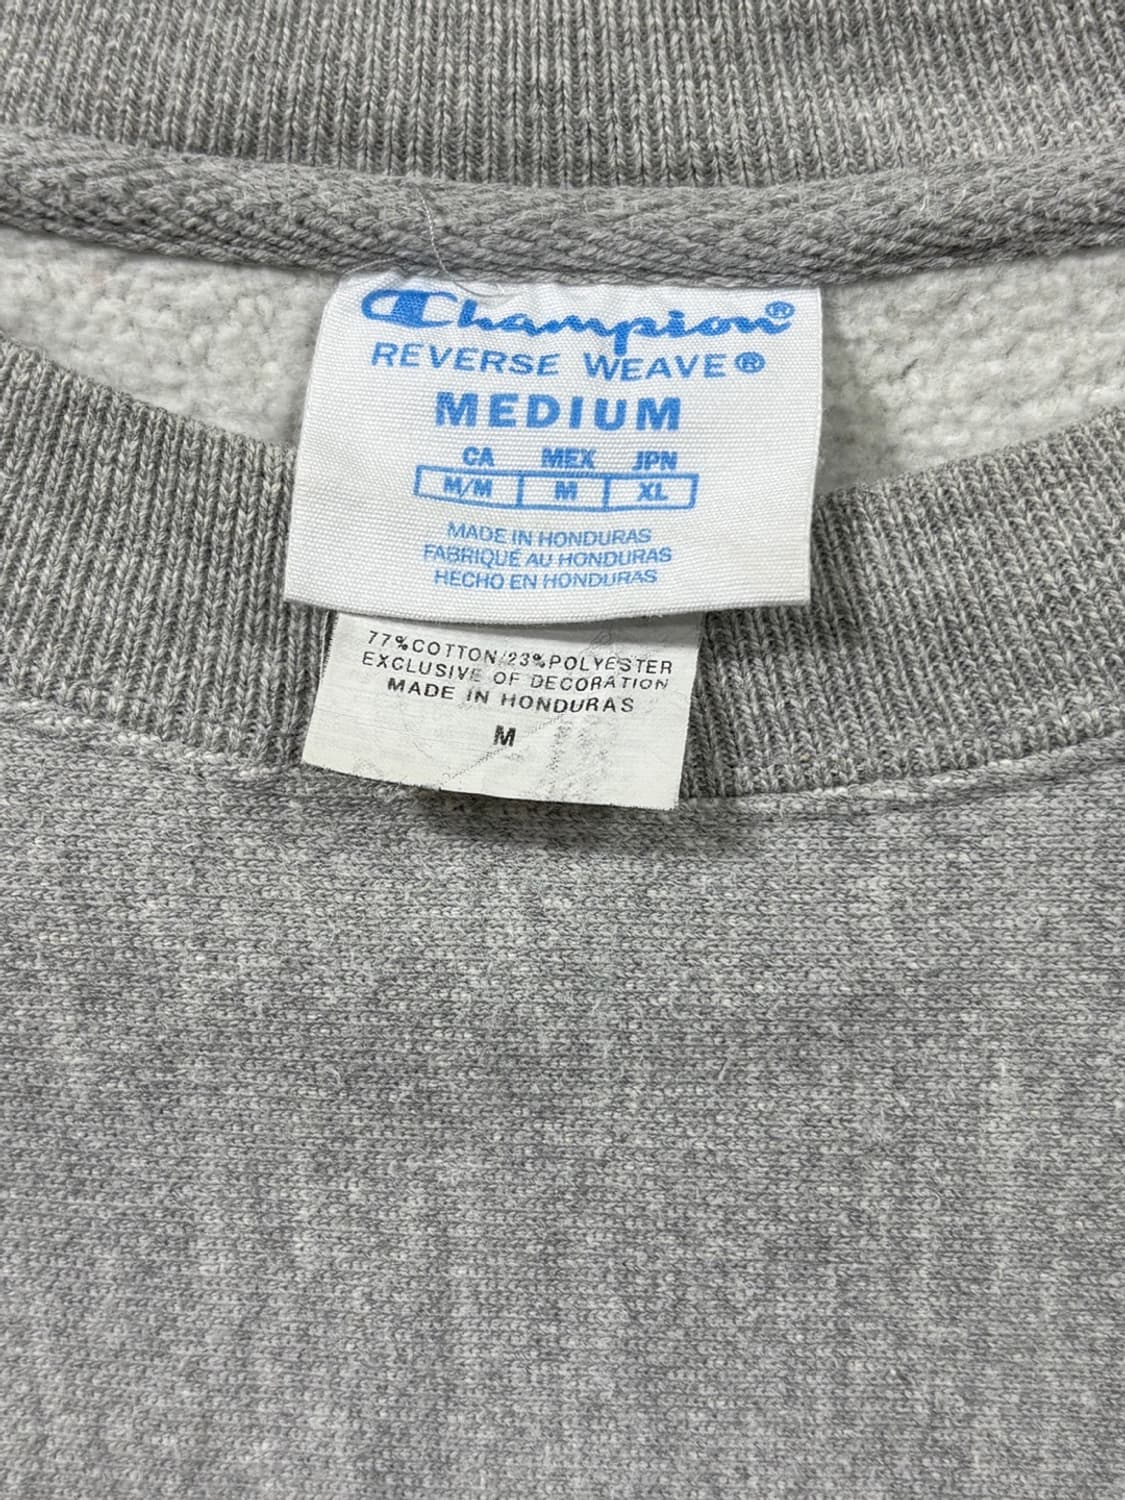 Champion®
REVERSE WEAVE®
MEDIUM
CA MEX JPN
M/M M XL
MADE IN HONDURAS
FABRIQUÉ AU HONDURAS
HECHO EN HONDURAS
77%COTTON/23%POLYESTER
EXCLUSIVE OF DECORATION
MADE IN HONDURAS
M